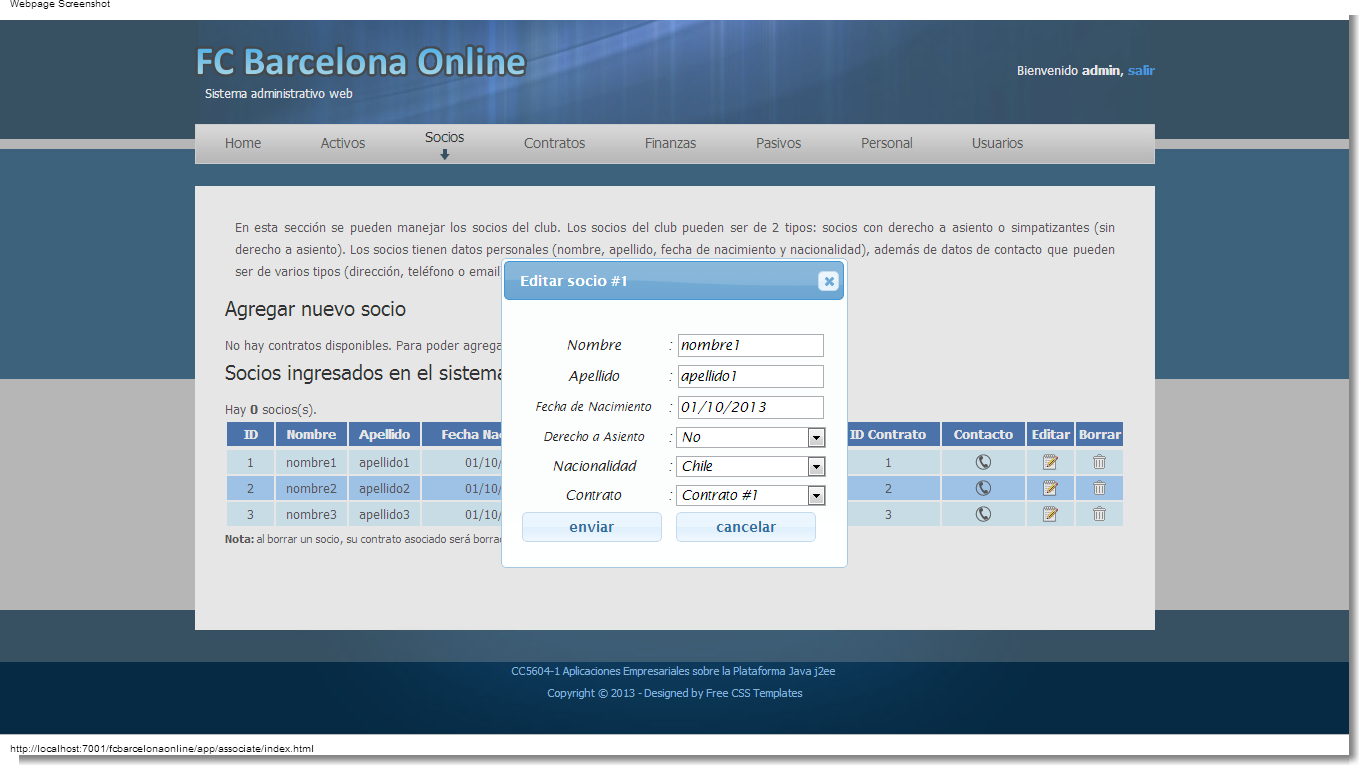 Webpage Screenshot
FC Barcelona Online
Sistema administrativo web
Bienvenido admin, salir
Home Activos Socios Contratos Finanzas Pasivos Personal Usuarios
En esta sección se pueden manejar los socios del club. Los socios del club pueden ser de 2 tipos: socios con derecho a asiento o simpatizantes (sin
derecho a asiento). Los socios tienen datos personales (nombre, apellido, fecha de nacimiento y nacionalidad), además de datos de contacto que pueden
ser de varios tipos (dirección, teléfono o email
Agregar nuevo socio
No hay contratos disponibles. Para poder agrega
Socios ingresados en el sistema
Hay 0 socios(s).
ID Nombre Apellido Fecha Na ID Contrato Contacto Editar Borrar
1 nombre1 apellido1 01/10/ 1
2 nombre2 apellido2 01/10/ 2
3 nombre3 apellido3 01/10/ 3
Nota: al borrar un socio, su contrato asociado será borra
Editar socio #1
Nombre : nombre1
Apellido : apellido1
Fecha de Nacimiento : 01/10/2013
Derecho a Asiento : No
Nacionalidad : Chile
Contrato : Contrato #1
enviar cancelar
CC5604-1 Aplicaciones Empresariales sobre la Plataforma Java j2ee
Copyright © 2013 - Designed by Free CSS Templates
http://localhost:7001/fcbarcelonaonline/app/associate/index.html